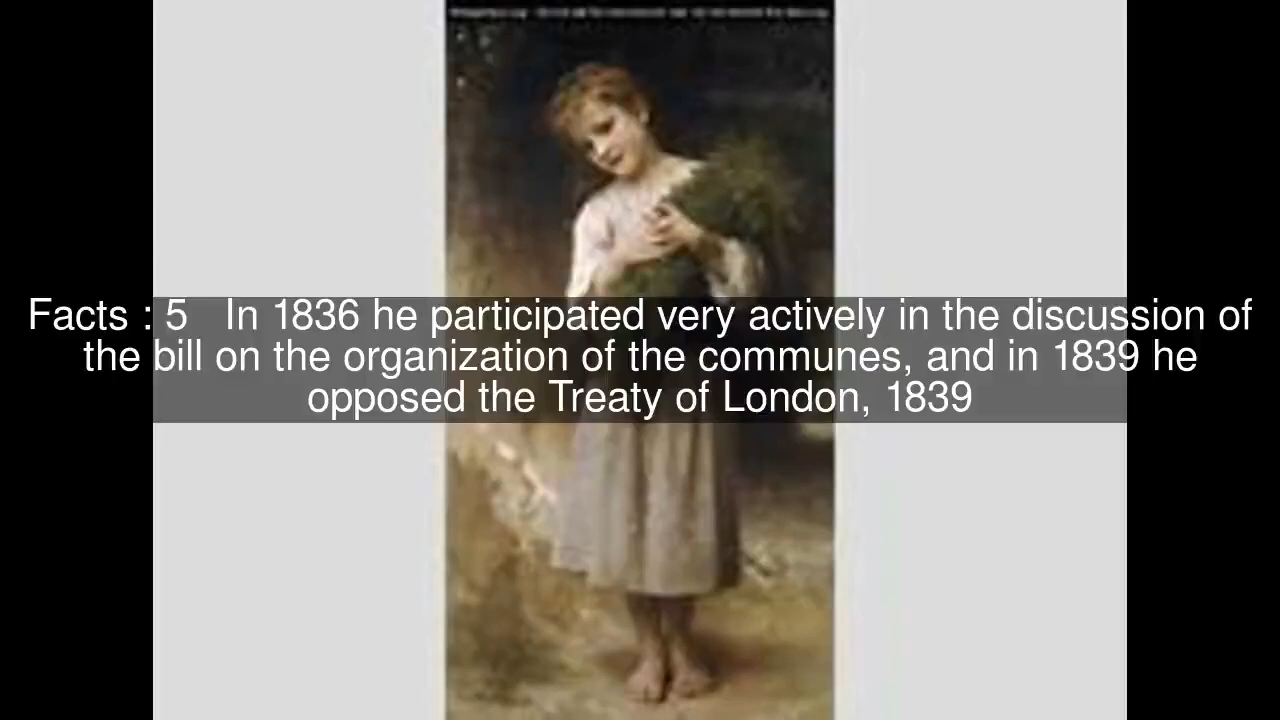 Facts : 5 In 1836 he participated very actively in the discussion of
the bill on the organization of the communes, and in 1839 he
opposed the Treaty of London, 1839